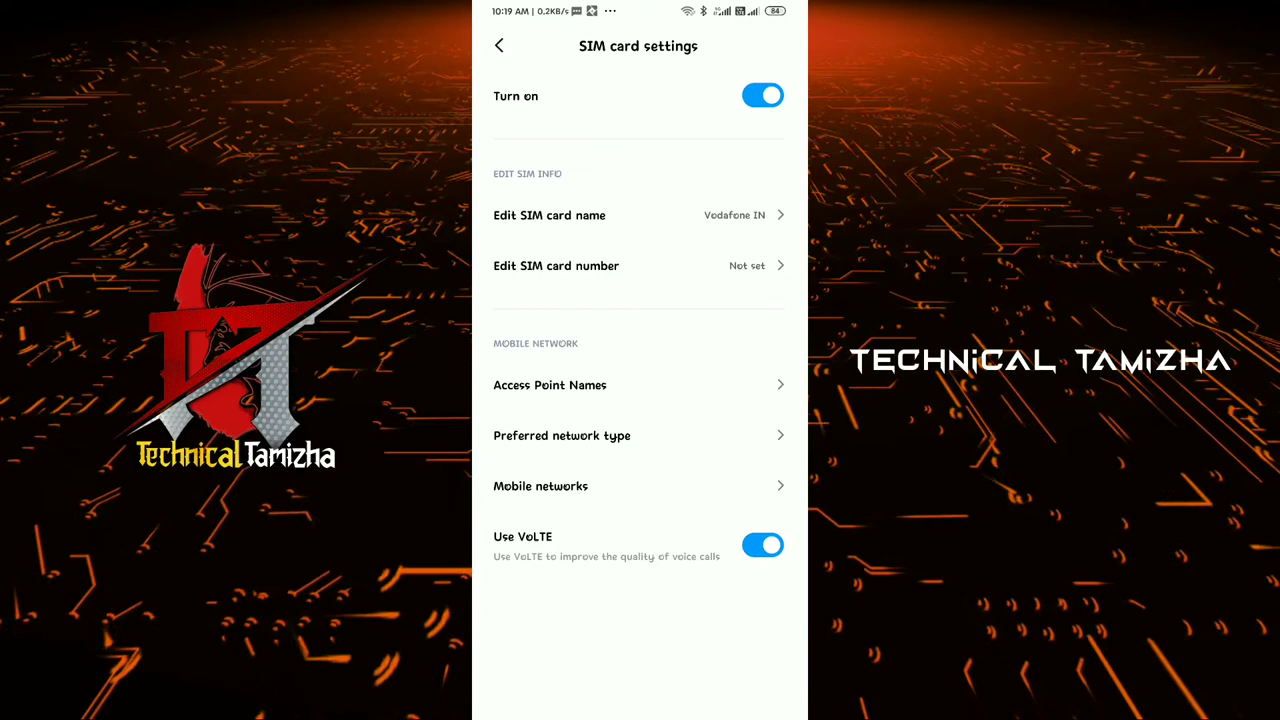 10:19 AM | 0.2KB/s ... 84
SIM card settings
Turn on
EDIT SIM INFO
Edit SIM card name Vodafone IN
Edit SIM card number Not set
MOBILE NETWORK
Access Point Names
Preferred network type
Mobile networks
Use VoLTE
Use VoLTE to improve the quality of voice calls
Technical Tamizha
TECHNiCAL TAMiZHA